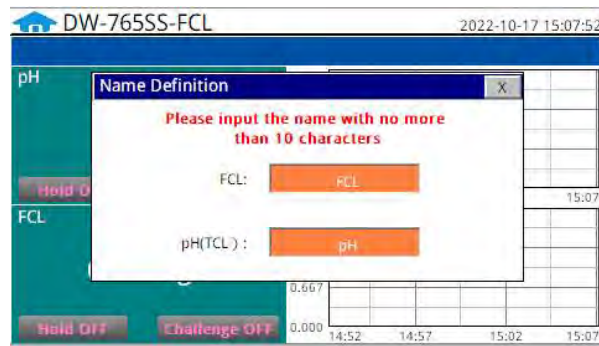 DW-765SS-FCL
2022-10-17 15:07:52
pH
Name Definition
X
Please input the name with no more
than 10 characters
FCL:
FCL
Hold O
15:07
FCL
pH(TCL ) :
pH
0.667
Hold OFF
Challenge OFF
0.000
14:52
14:57
15:02
15:07